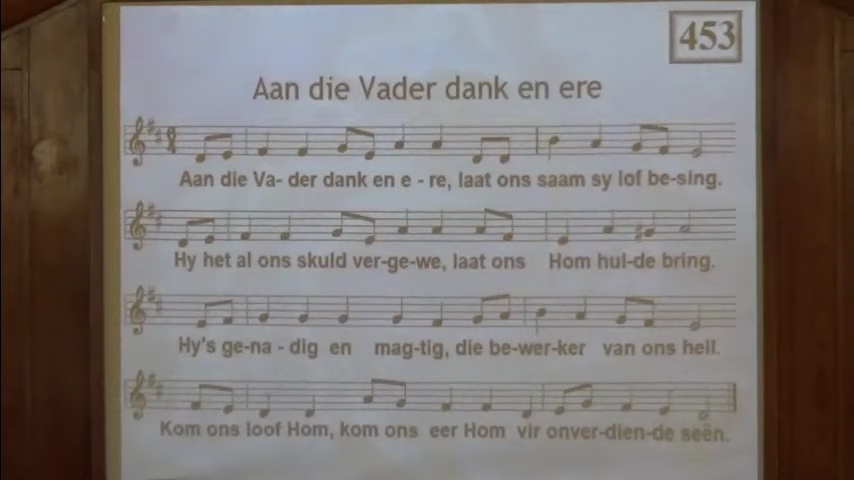 453
Aan die Vader dank en ere
Aan die Va- der dank en e - re, laat ons saam sy lof be-sing.
Hy het al ons skuld ver-ge-we, laat ons Hom hul-de bring.
Hy's ge-na - dig en mag-tig, die be-wer-ker van ons heil.
Kom ons loof Hom, kom ons eer Hom vir onver-dien-de seën.